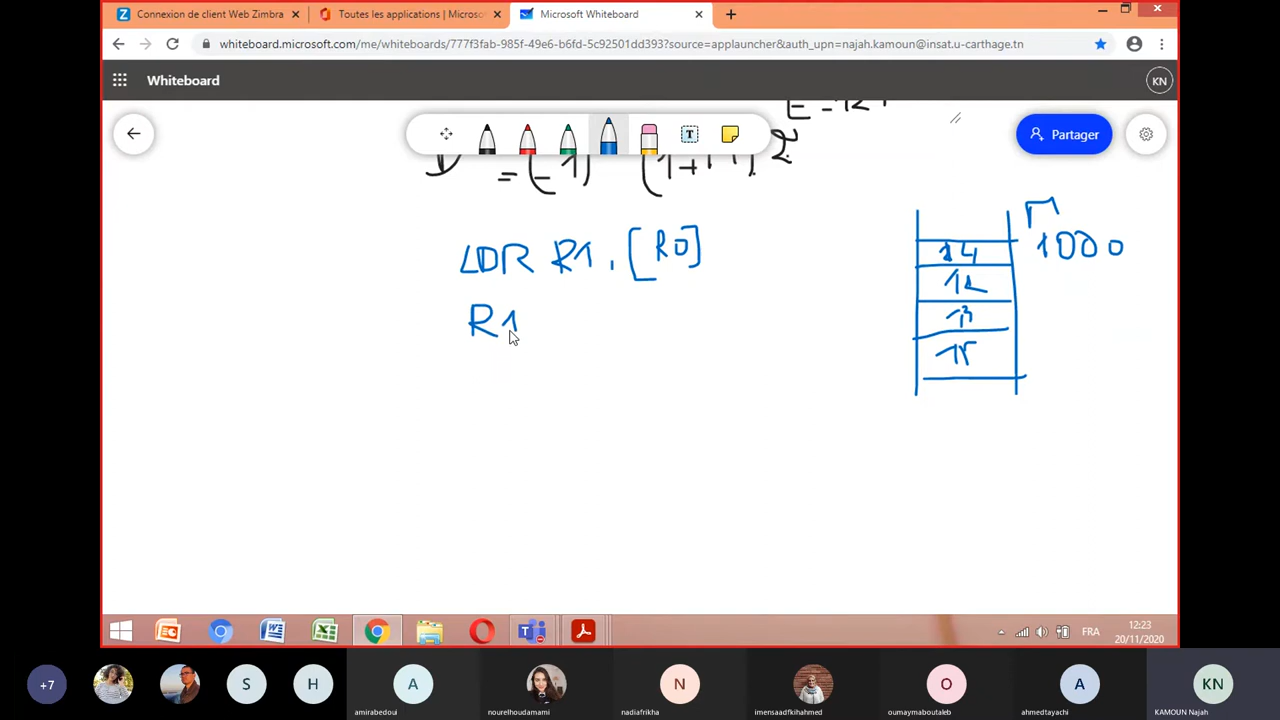 Connexion de client Web Zimbra
Toutes les applications | Microso
Microsoft Whiteboard
whiteboard.microsoft.com/me/whiteboards/777f3fab-985f-49e6-b6fd-5c92501dd393?source=applauncher&auth_upn=najah.kamoun@insat.u-carthage.tn
Whiteboard
KN
Partager
= (-1) (1+ . 2
LDR R1, [R0]
1000
14
12
13
15
R1
FRA
12:23
20/11/2020
+7
S
H
A
amirabedoui
nourelhoudamami
N
nadiafrikha
imensaadfkihahmed
O
oumaymaboutaleb
A
ahmedtayachi
KN
KAMOUN Najah